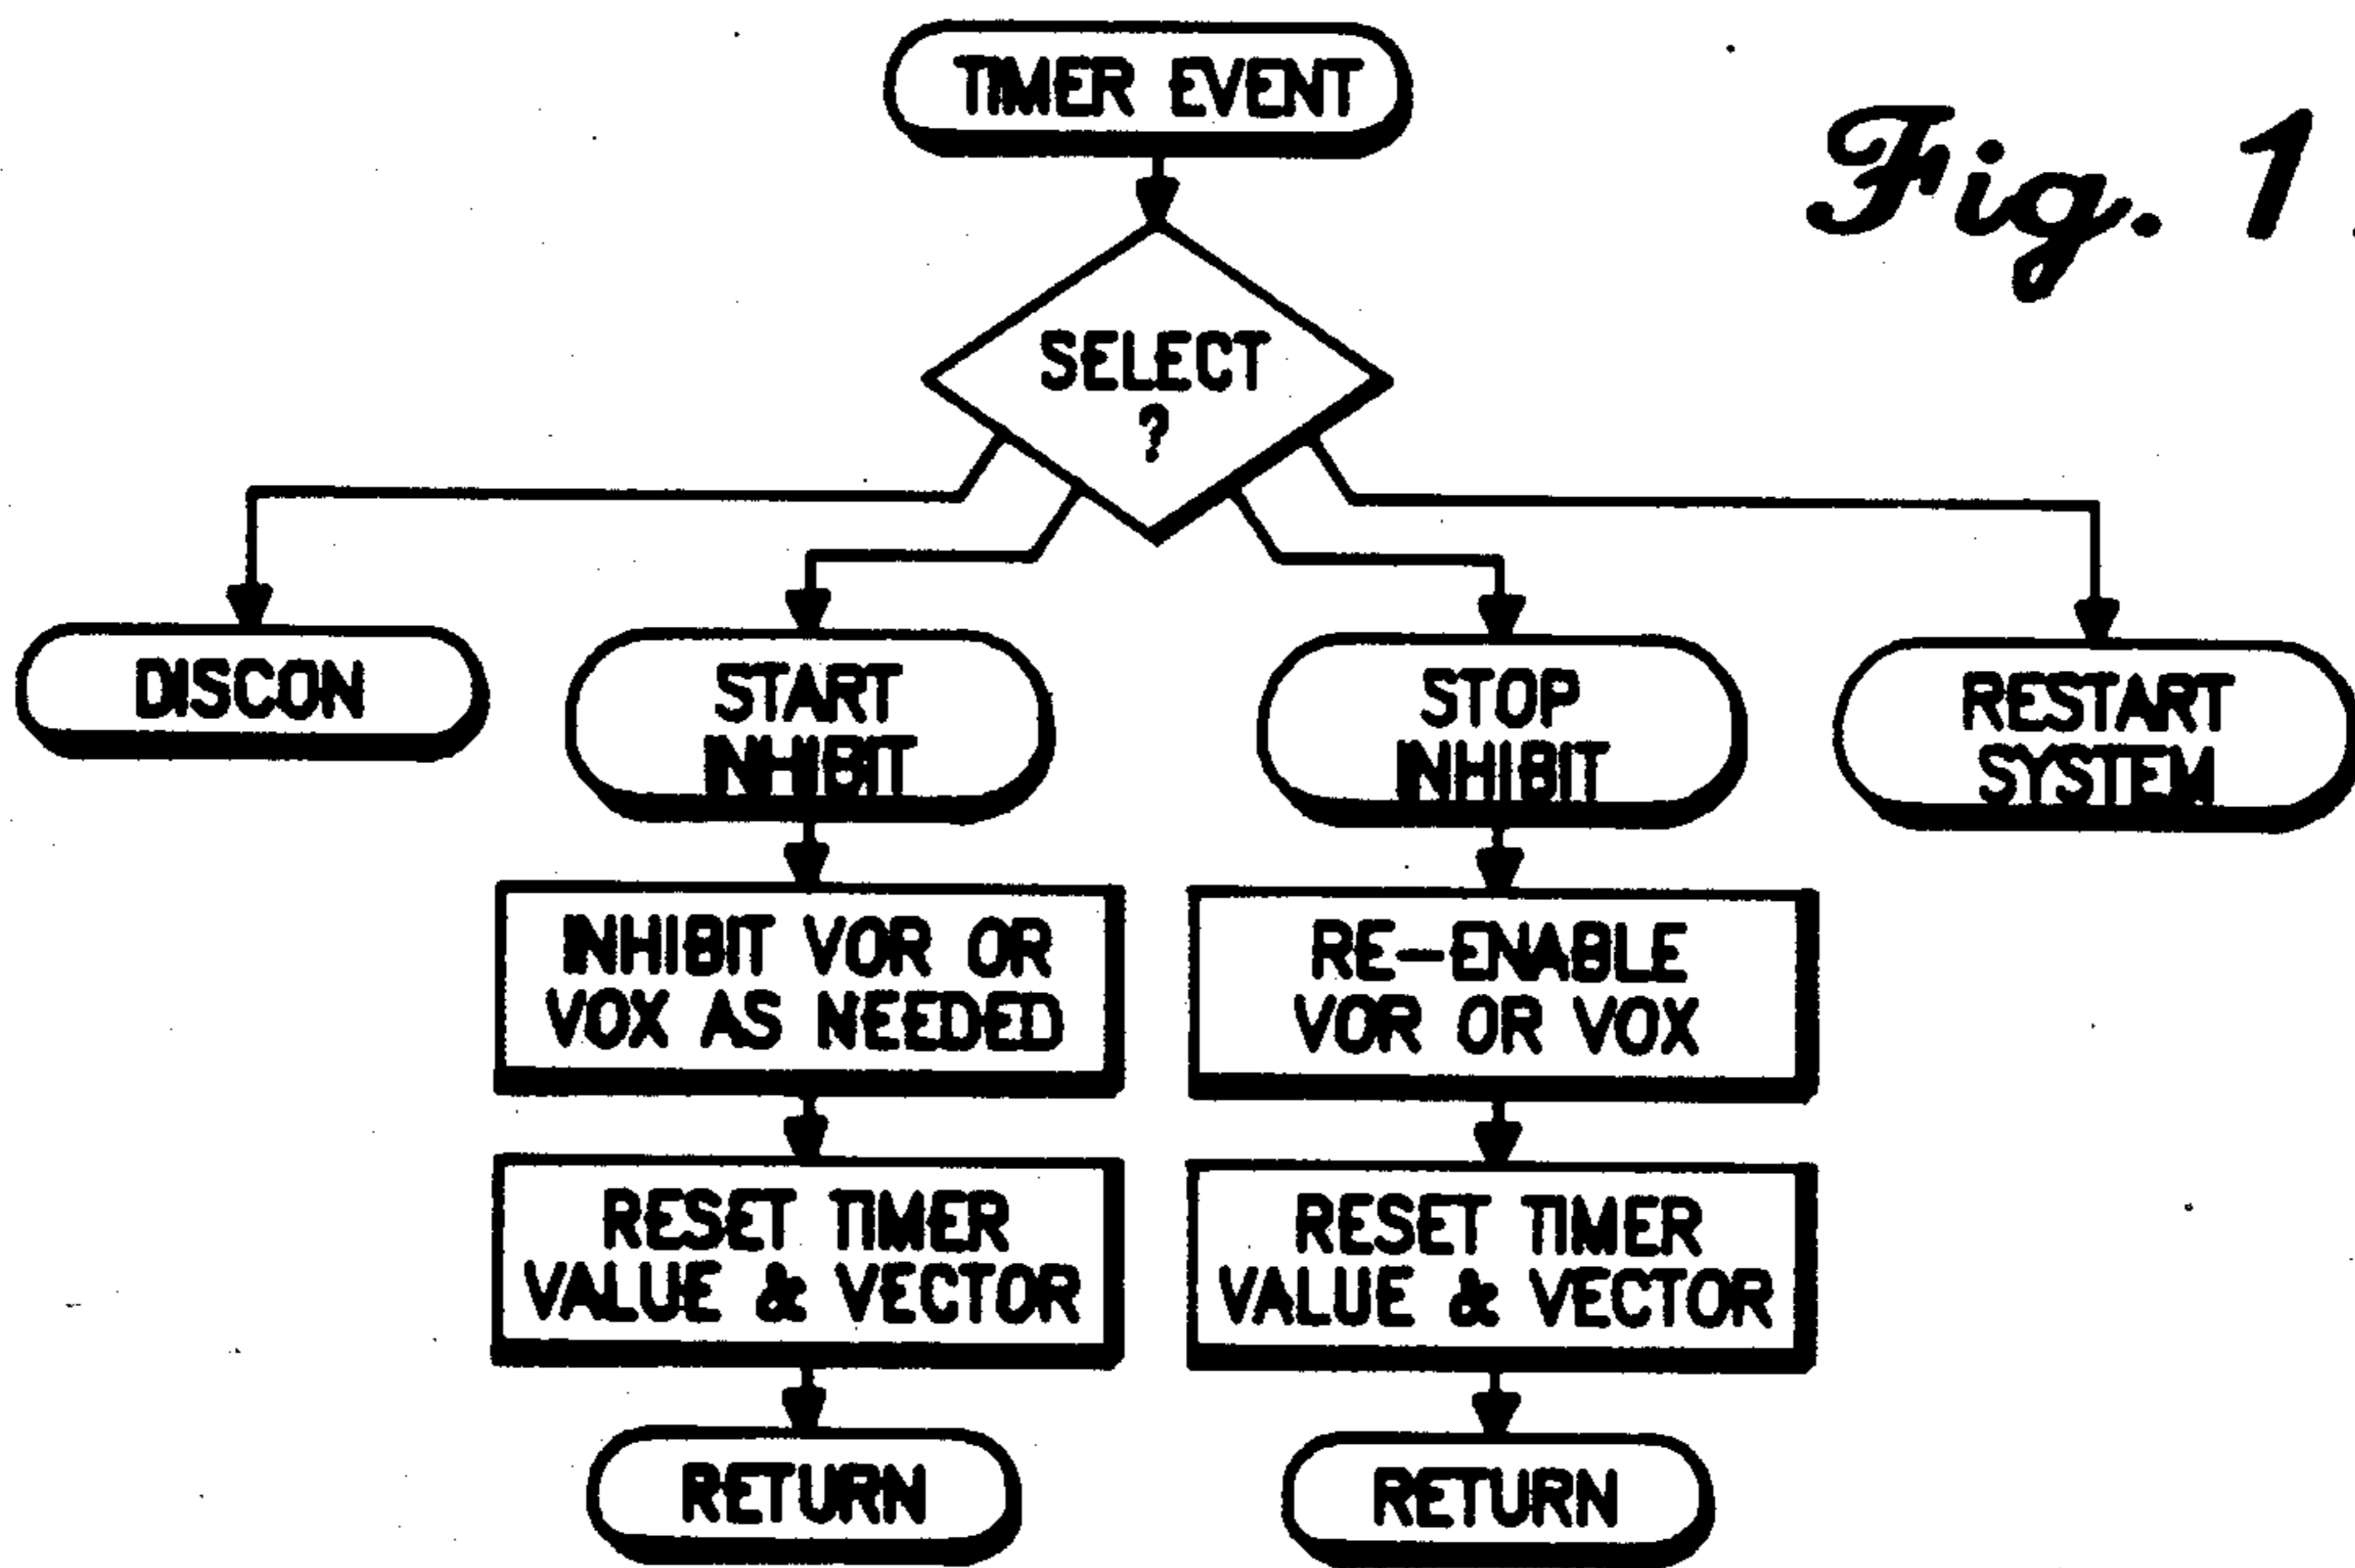 TIMER EVENT
Fig. 1
SELECT
?
DISCON
START
INHIBIT
STOP
INHIBIT
RESTART
SYSTEM
INHIBIT VOR OR
VOX AS NEEDED
RE-ENABLE
VOR OR VOX
RESET TIMER
VALUE & VECTOR
RESET TIMER
VALUE & VECTOR
RETURN
RETURN